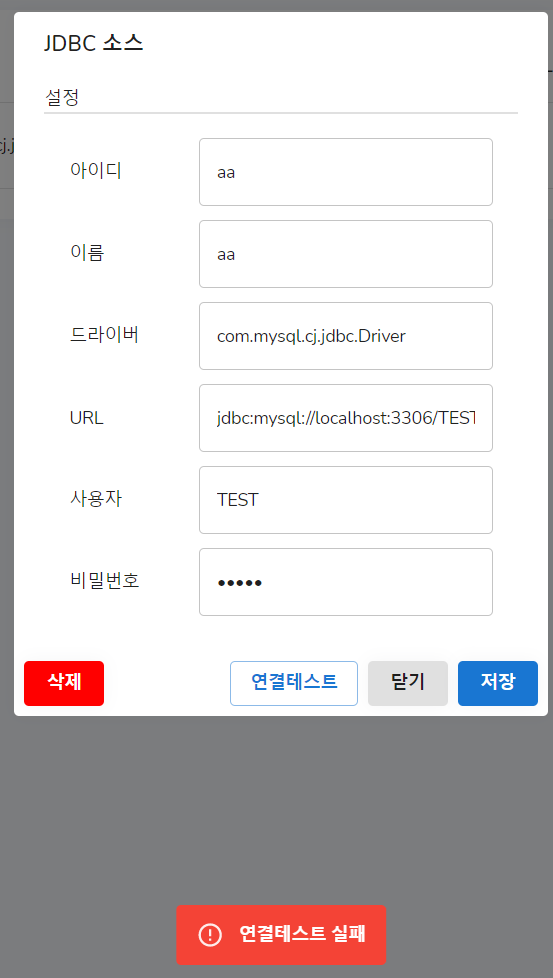 JDBC 소스
설정
아이디 aa
이름 aa
드라이버 com.mysql.cj.jdbc.Driver
URL jdbc:mysql://localhost:3306/TEST
사용자 TEST
비밀번호 •••••
삭제 연결테스트 닫기 저장
연결테스트 실패